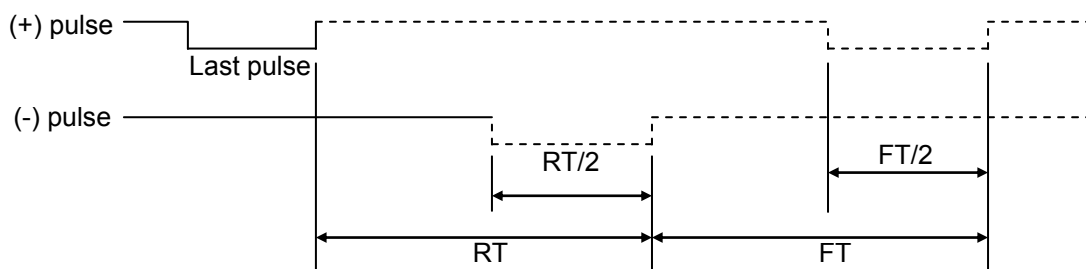 (+) pulse
Last pulse
(-) pulse
RT/2
FT/2
RT
FT